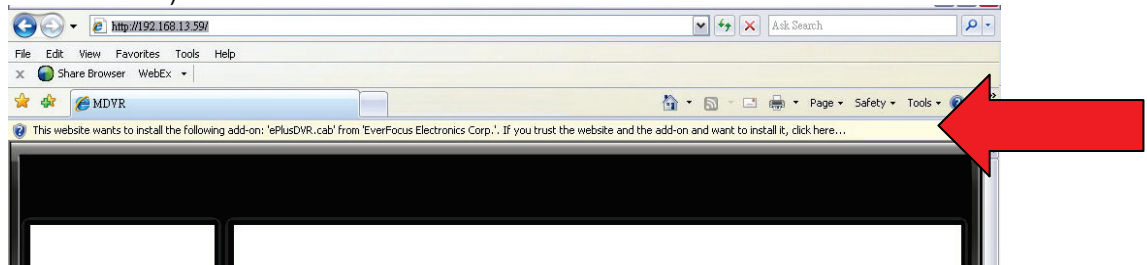 http://192.168.13.59/ Ask Search
File Edit View Favorites Tools Help
x Share Browser WebEx
MDVR Page Safety Tools
This website wants to install the following add-on: 'ePlusDVR.cab' from 'EverFocus Electronics Corp.'. If you trust the website and the add-on and want to install it, click here...